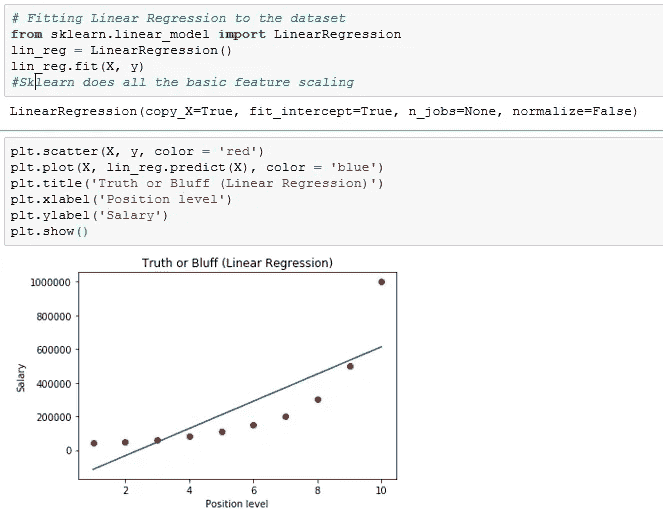 # Fitting Linear Regression to the dataset
from sklearn.linear_model import LinearRegression
lin_reg = LinearRegression()
lin_reg.fit(X, y)
#Sklearn does all the basic feature scaling
LinearRegression(copy_X=True, fit_intercept=True, n_jobs=None, normalize=False)
plt.scatter(X, y, color = 'red')
plt.plot(X, lin_reg.predict(X), color = 'blue')
plt.title('Truth or Bluff (Linear Regression)')
plt.xlabel('Position level')
plt.ylabel('Salary')
plt.show()
Truth or Bluff (Linear Regression)
1000000
800000
600000
400000
200000
0
Salary
2 4 6 8 10
Position level